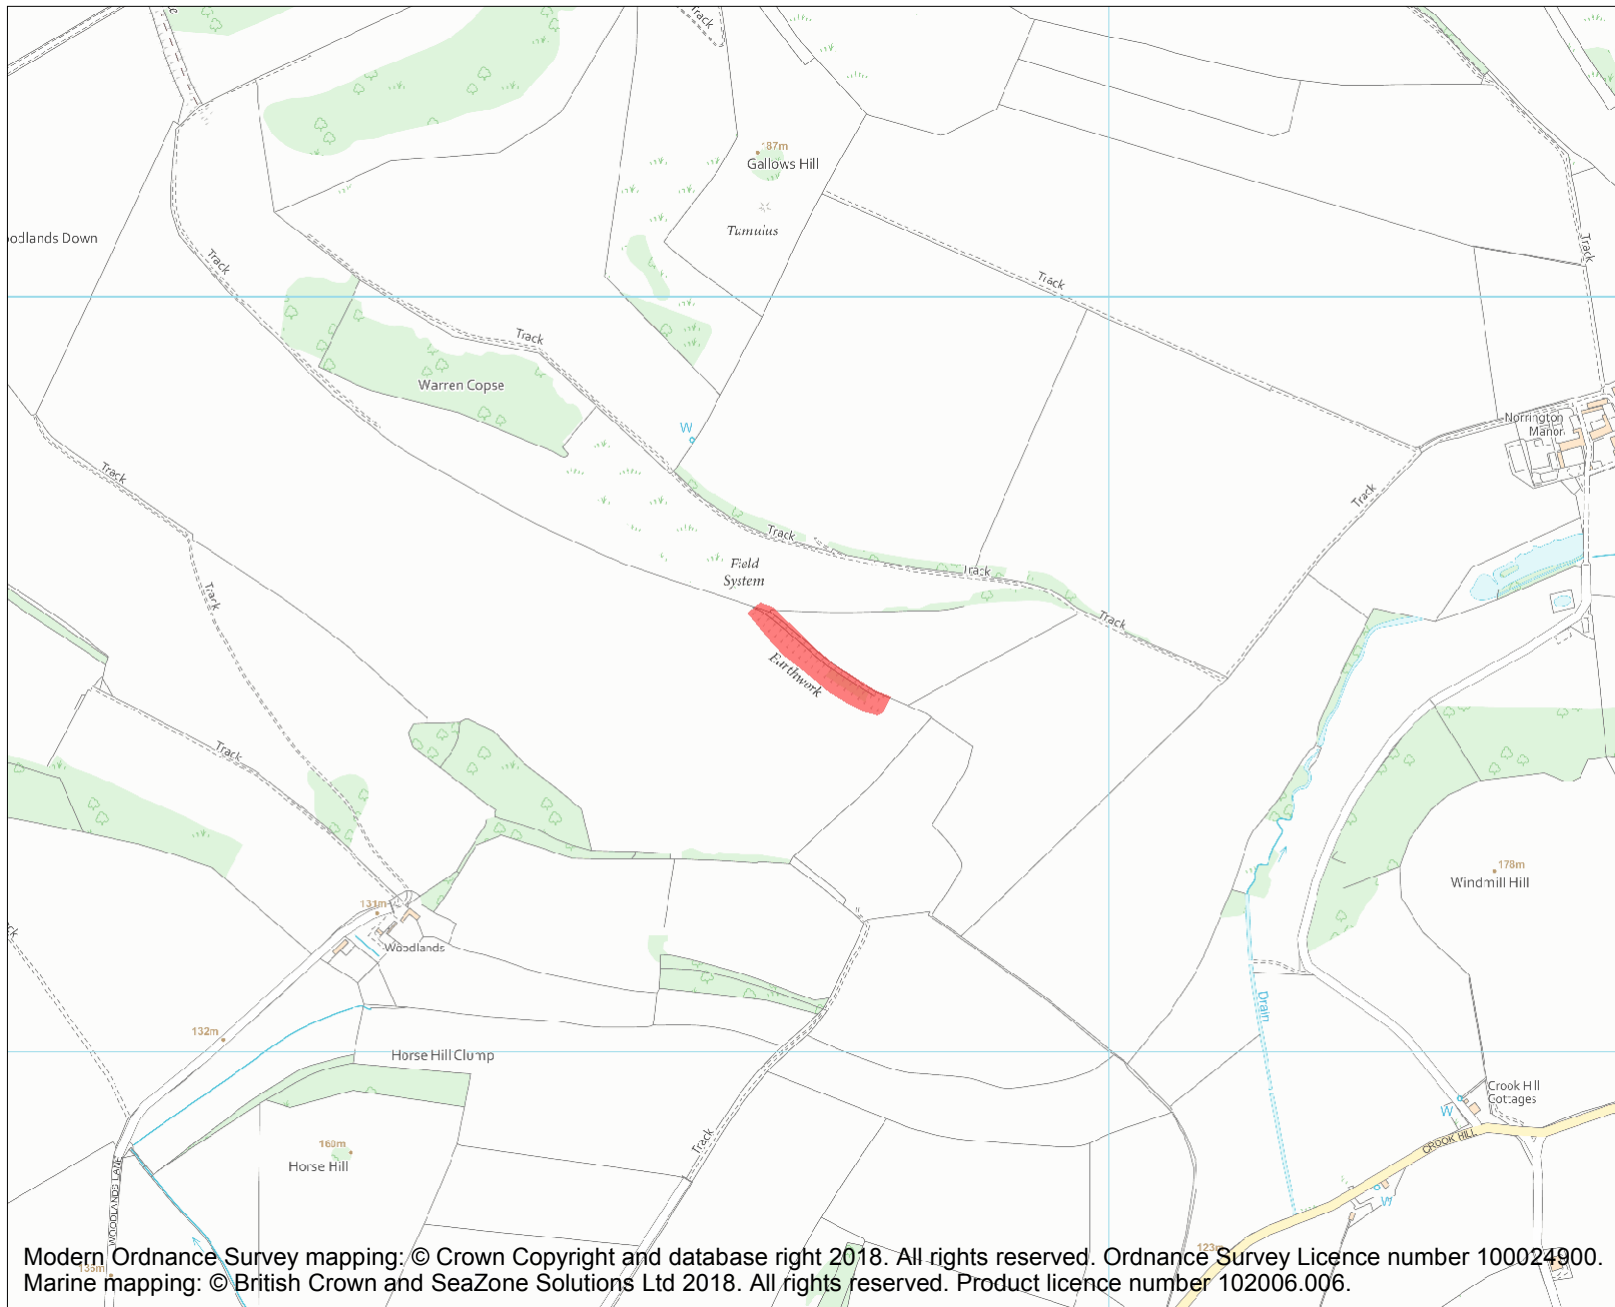 Track
187m
Gallows Hill
Tumulus
oodlands Down
Track
Track
Track
Track
Warren Copse
W
Norrington
Manor
Track
Track
Track
Field
System
Track
Track
Track
Earthwork
Track
178m
Windmill Hill
131m
Woodlands
Drain
132m
Horse Hill Clump
Crook Hill
Cottages
W
CROOK HILL
160m
Horse Hill
Track
WOODLANDS LANE
W
123m
Modern Ordnance Survey mapping: © Crown Copyright and database right 2018. All rights reserved. Ordnance Survey Licence number 100024900.
Marine mapping: © British Crown and SeaZone Solutions Ltd 2018. All rights reserved. Product licence number 102006.006.